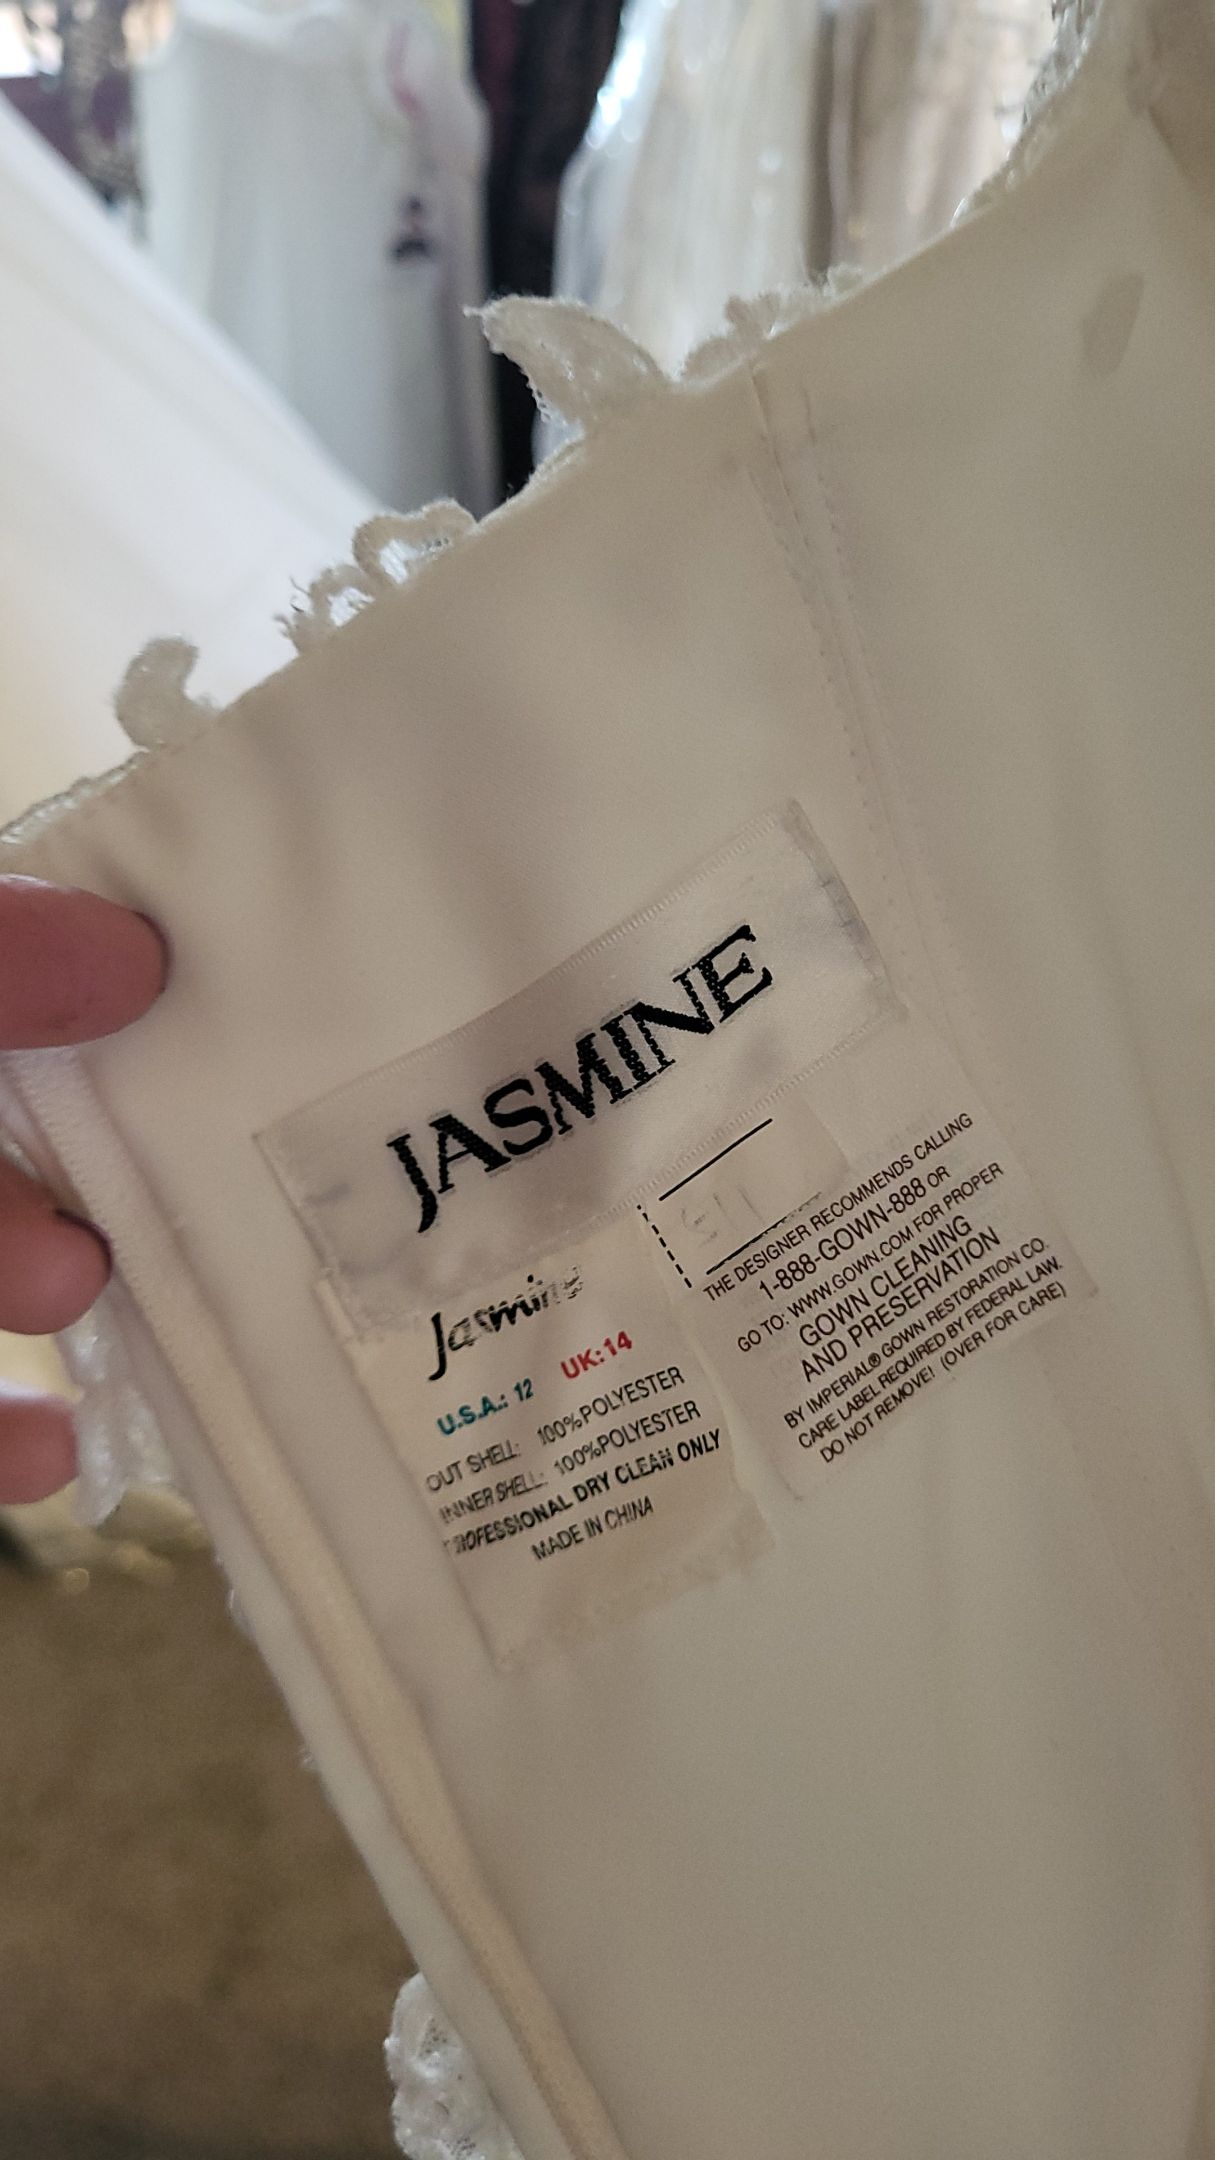 JASMINE
Jasmine
U.S.A.: 12 UK: 14
OUT SHELL: 100%POLYESTER
INNER SHELL: 100%POLYESTER
PROFESSIONAL DRY CLEAN ONLY
MADE IN CHINA
THE DESIGNER RECOMMENDS CALLING
1-888-GOWN-888 OR
GO TO: WWW.GOWN.COM FOR PROPER
GOWN CLEANING
AND PRESERVATION
BY IMPERIAL® GOWN RESTORATION CO.
CARE LABEL REQUIRED BY FEDERAL LAW.
DO NOT REMOVE! (OVER FOR CARE)